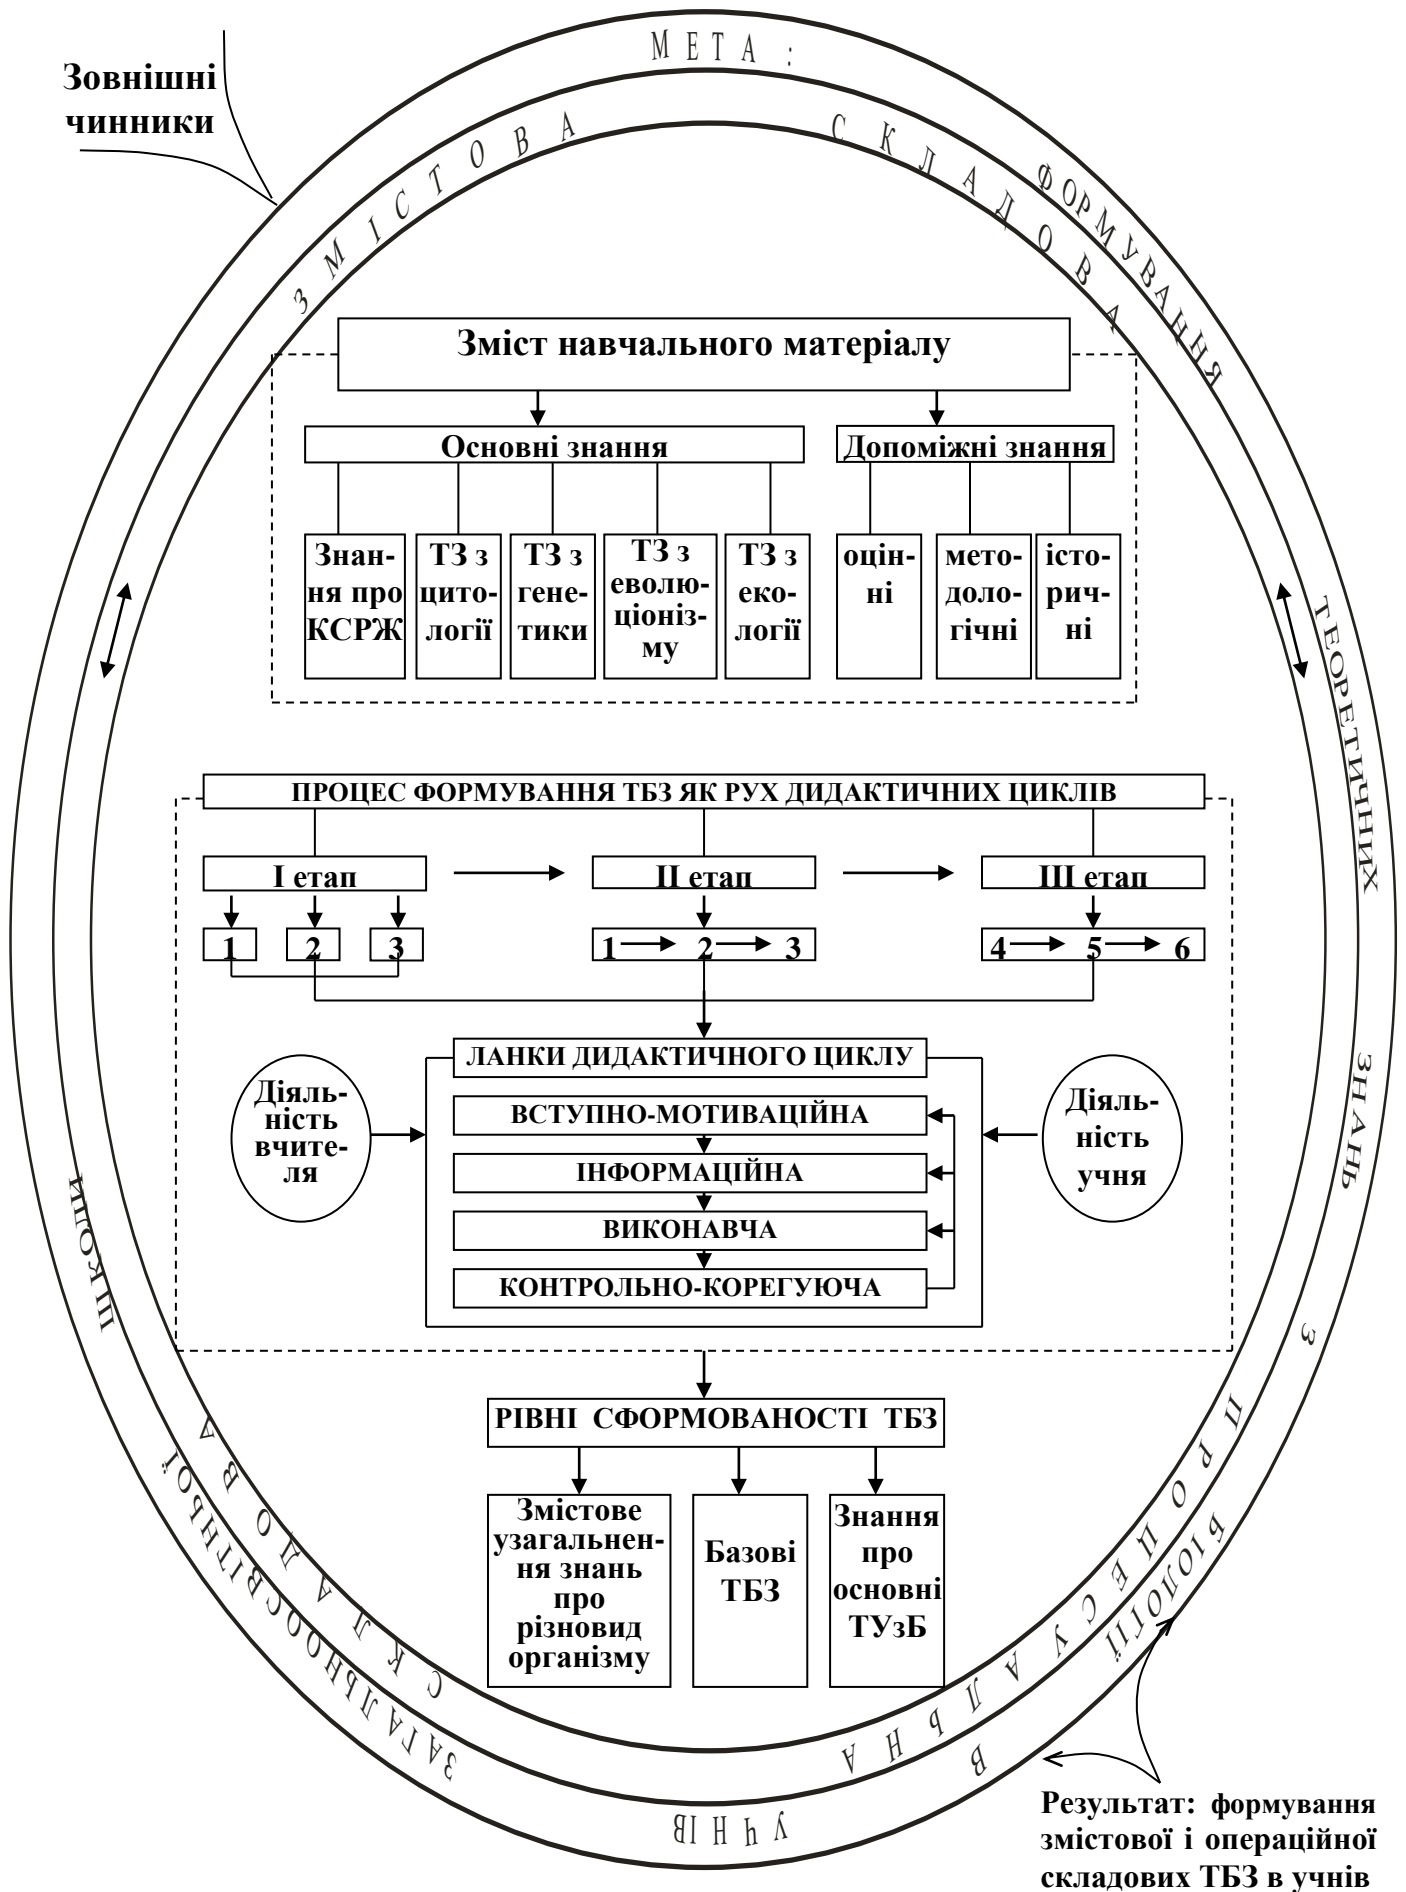 МЕТА:
ФОРМУВАННЯ
ТЕОРЕТИЧНИХ
ЗНАНЬ
З
БІОЛОГІЇ
В
УЧНІВ
ЗАГАЛЬНООСВІТНЬОЇ
ШКОЛИ
Зовнішні
чинники
ЗМІСТОВА
СКЛАДОВА
Зміст навчального матеріалу
Основні знання
Допоміжні знання
Знан-
ня про
КСРЖ
ТЗ з
цито-
логії
ТЗ з
гене-
тики
ТЗ з
еволю-
ціоніз-
му
ТЗ з
еко-
логії
оцін-
ні
мето-
доло-
гічні
істо-
рич-
ні
ПРОЦЕС ФОРМУВАННЯ ТБЗ ЯК РУХ ДИДАКТИЧНИХ ЦИКЛІВ
І етап
ІІ етап
ІІІ етап
1
2
3
1 2 3
4 5 6
ЛАНКИ ДИДАКТИЧНОГО ЦИКЛУ
Діяль-
ність
вчите-
ля
ВСТУПНО-МОТИВАЦІЙНА
ІНФОРМАЦІЙНА
ВИКОНАВЧА
КОНТРОЛЬНО-КОРЕГУЮЧА
Діяль-
ність
учня
РІВНІ СФОРМОВАНОСТІ ТБЗ
Змістове
узагальнен-
ня знань
про
різновид
організму
Базові
ТБЗ
Знання
про
основні
ТУзБ
ПРОЦЕСУАЛЬНА
СКЛАДОВА
Результат: формування
змістової і операційної
складових ТБЗ в учнів